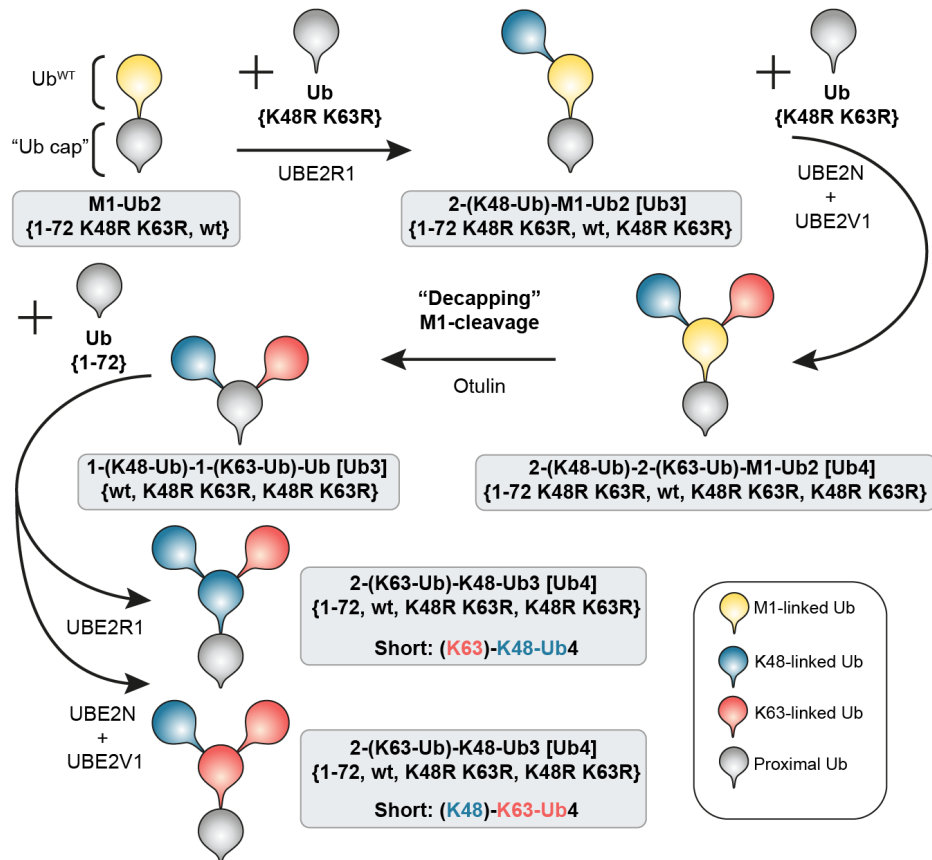 Ub^WT
"Ub cap"
M1-Ub2
{1-72 K48R K63R, wt}
+
Ub
{K48R K63R}
UBE2R1
2-(K48-Ub)-M1-Ub2 [Ub3]
{1-72 K48R K63R, wt, K48R K63R}
+
Ub
{K48R K63R}
UBE2N
+
UBE2V1
2-(K48-Ub)-2-(K63-Ub)-M1-Ub2 [Ub4]
{1-72 K48R K63R, wt, K48R K63R, K48R K63R}
"Decapping"
M1-cleavage
Otulin
1-(K48-Ub)-1-(K63-Ub)-Ub [Ub3]
{wt, K48R K63R, K48R K63R}
+
Ub
{1-72}
UBE2R1
2-(K63-Ub)-K48-Ub3 [Ub4]
{1-72, wt, K48R K63R, K48R K63R}
Short: (K63)-K48-Ub4
UBE2N
+
UBE2V1
2-(K63-Ub)-K48-Ub3 [Ub4]
{1-72, wt, K48R K63R, K48R K63R}
Short: (K48)-K63-Ub4
M1-linked Ub
K48-linked Ub
K63-linked Ub
Proximal Ub